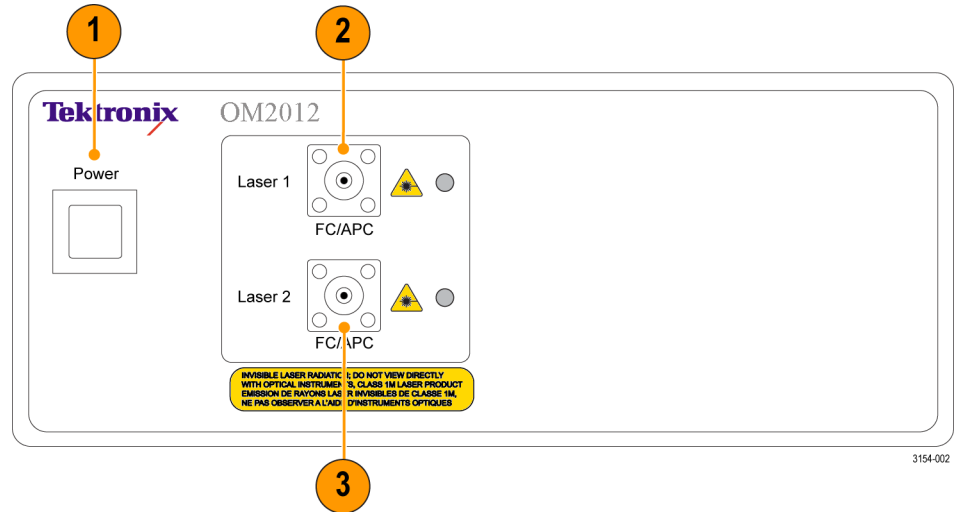 1
2
Tektronix
OM2012
Power
Laser 1
FC/APC
Laser 2
FC/APC
INVISIBLE LASER RADIATION; DO NOT VIEW DIRECTLY
WITH OPTICAL INSTRUMENTS, CLASS 1M LASER PRODUCT
EMISSION DE RAYONS LASER INVISIBLES DE CLASSE 1M,
NE PAS OBSERVER A L'AIDE D'INSTRUMENTS OPTIQUES
3154-002
3